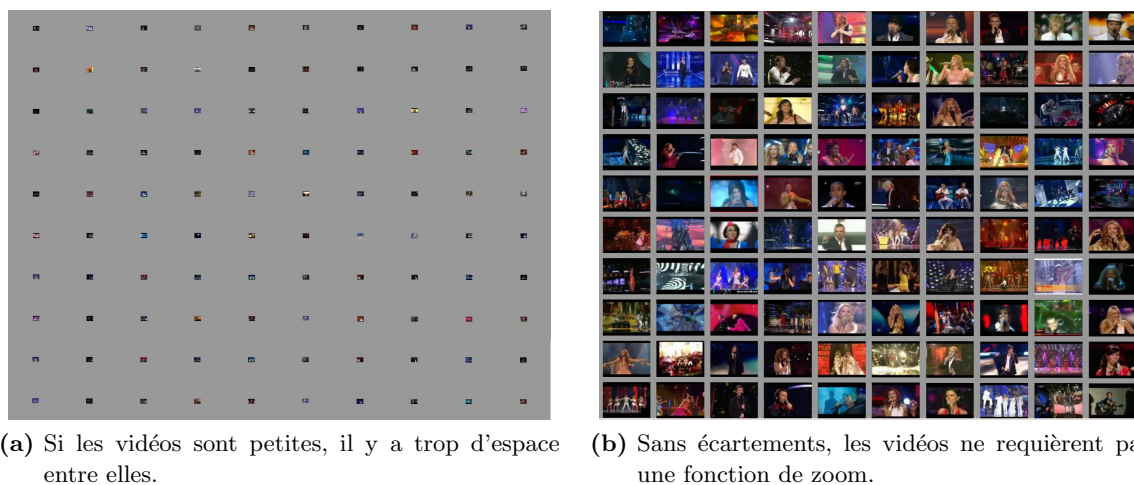 (a) Si les vidéos sont petites, il y a trop d'espace
entre elles.
(b) Sans écartements, les vidéos ne requièrent pa
une fonction de zoom.